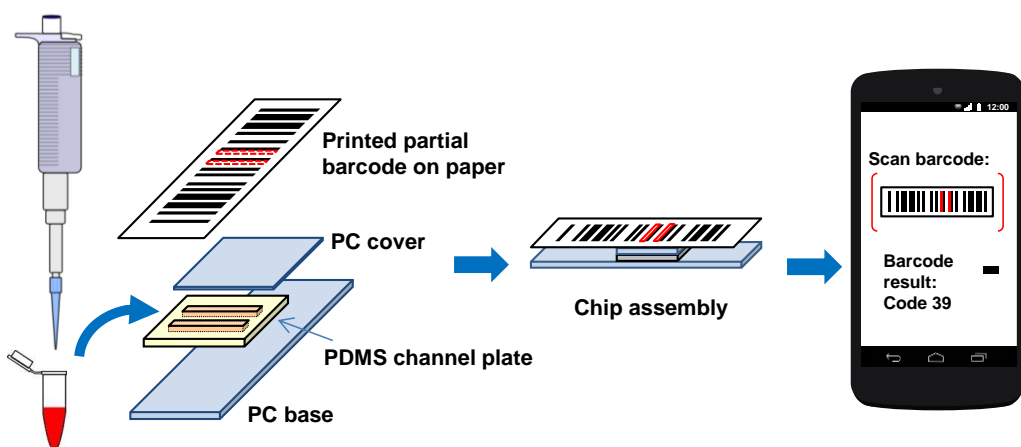 Printed partial
barcode on paper
PC cover
PDMS channel plate
PC base
Chip assembly
12:00
Scan barcode:
Barcode
result:
Code 39